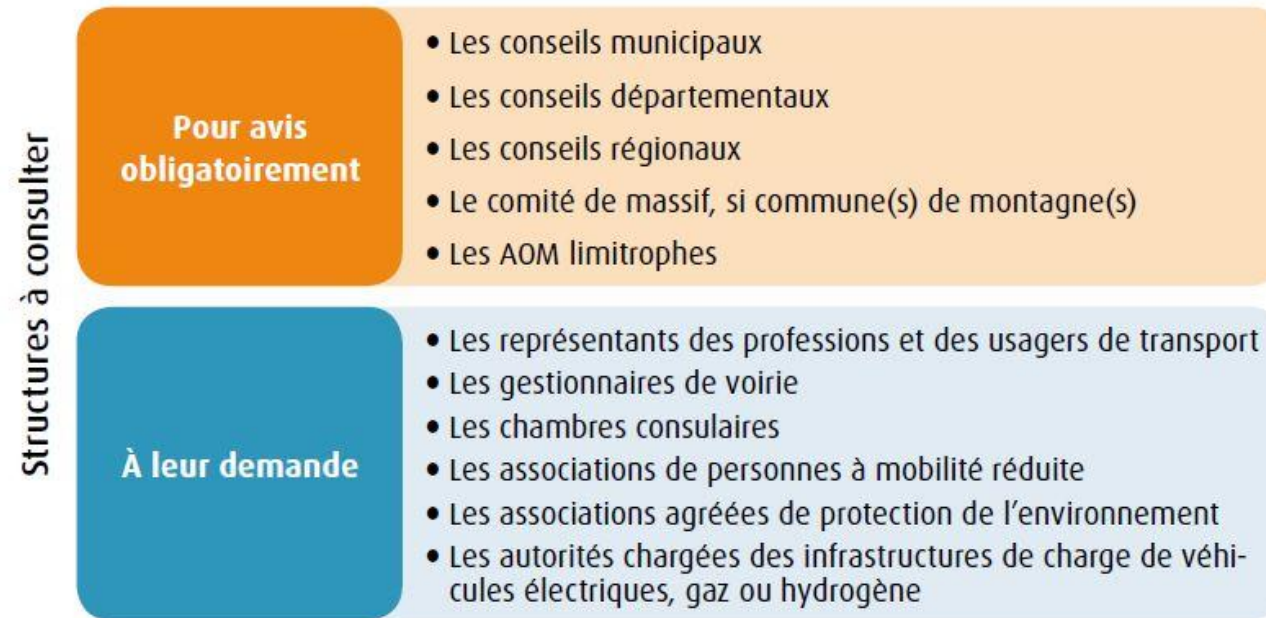 Structures à consulter
Pour avis
obligatoirement
• Les conseils municipaux
• Les conseils départementaux
• Les conseils régionaux
• Le comité de massif, si commune(s) de montagne(s)
• Les AOM limitrophes
À leur demande
• Les représentants des professions et des usagers de transport
• Les gestionnaires de voirie
• Les chambres consulaires
• Les associations de personnes à mobilité réduite
• Les associations agréées de protection de l’environnement
• Les autorités chargées des infrastructures de charge de véhi-
cules électriques, gaz ou hydrogène